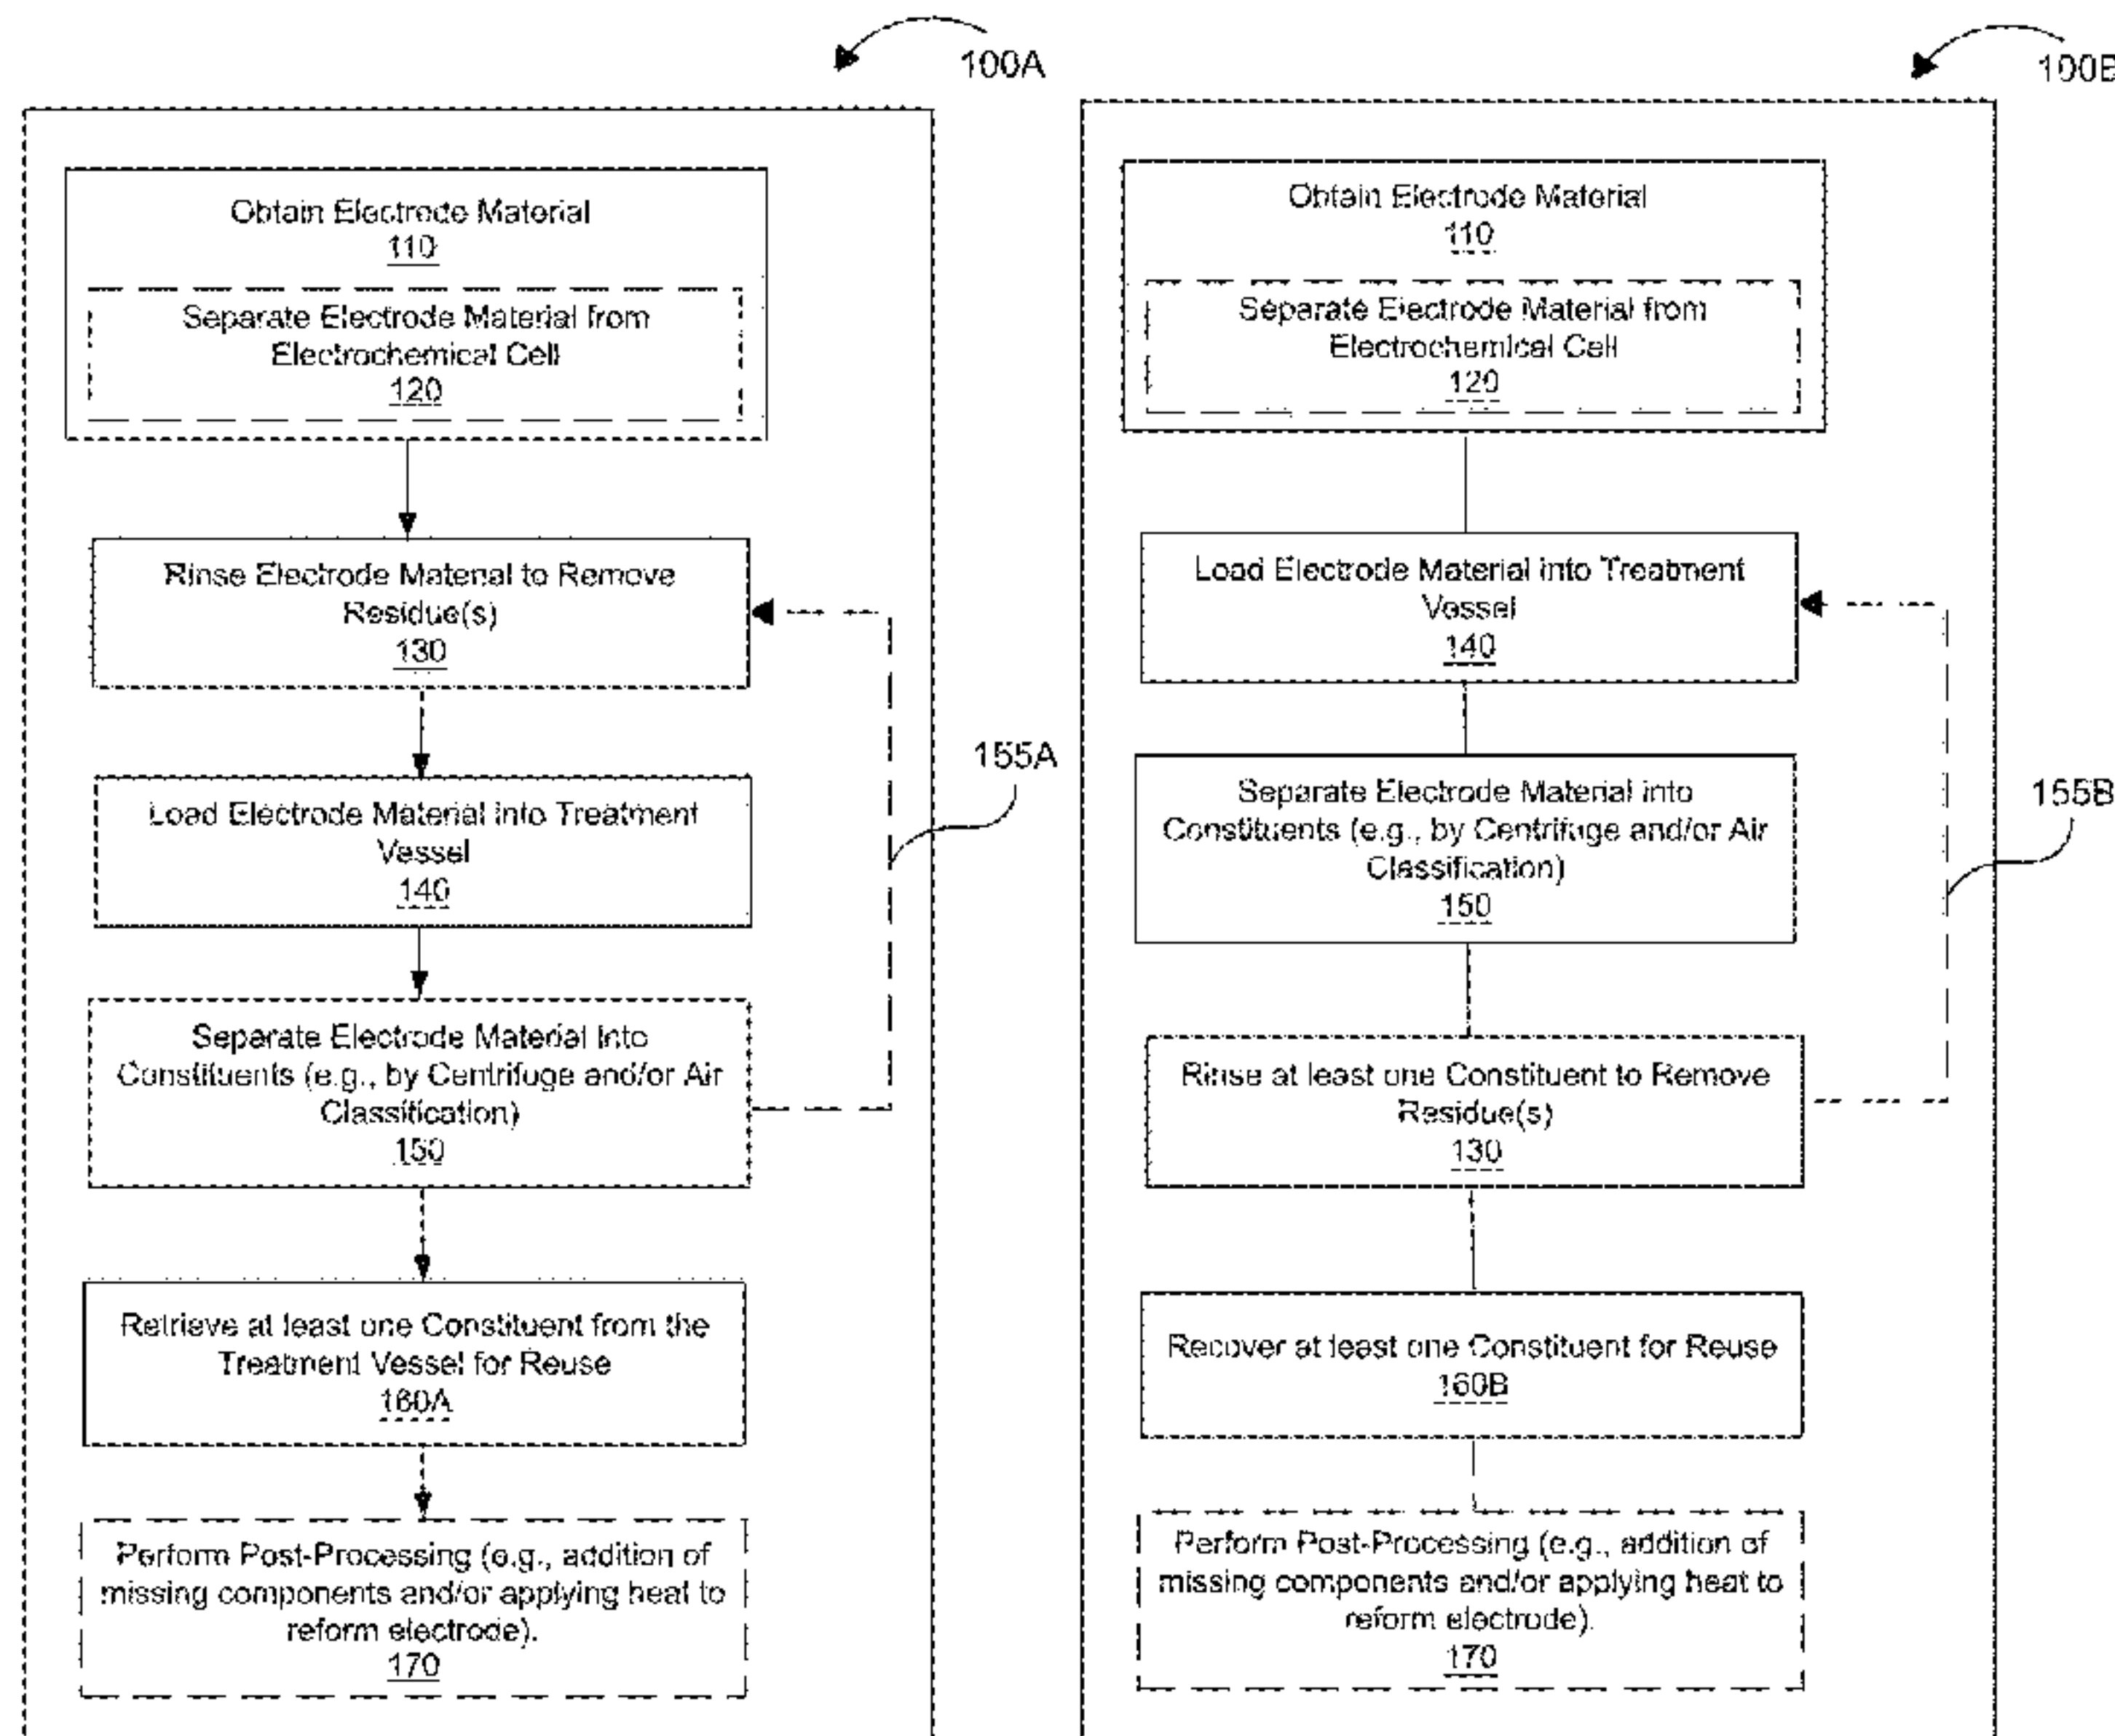 100A
Obtain Electrode Material
110
Separate Electrode Material from
Electrochemical Cell
120
Rinse Electrode Material to Remove
Residue(s)
130
Load Electrode Material into Treatment
Vessel
140
Separate Electrode Material into
Constituents (e.g., by Centrifuge and/or Air
Classification)
150
155A
Retrieve at least one Constituent from the
Treatment Vessel for Reuse
160A
Perform Post-Processing (e.g., addition of
missing components and/or applying heat to
reform electrode).
170
100B
Obtain Electrode Material
110
Separate Electrode Material from
Electrochemical Cell
120
Load Electrode Material into Treatment
Vessel
140
Separate Electrode Material into
Constituents (e.g., by Centrifuge and/or Air
Classification)
150
155B
Rinse at least one Constituent to Remove
Residue(s)
130
Recover at least one Constituent for Reuse
160B
Perform Post-Processing (e.g., addition of
missing components and/or applying heat to
reform electrode).
170